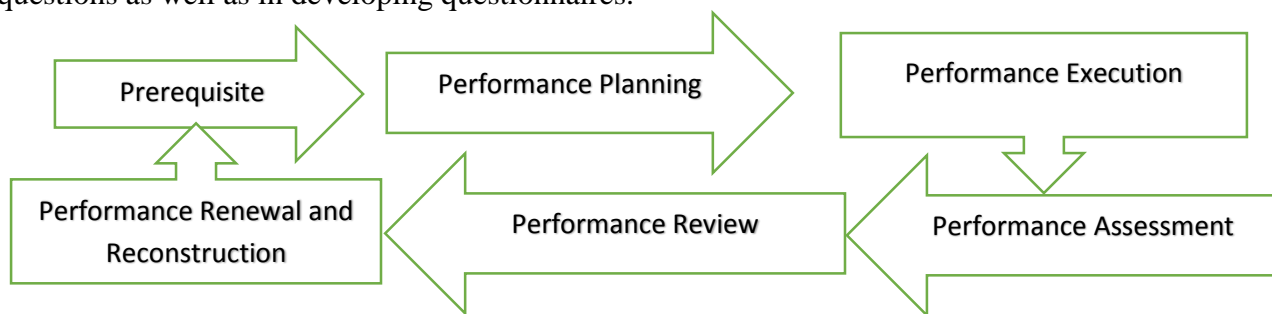 questions as well as in developing questionnaires.
Prerequisite
Performance Planning
Performance Execution
Performance Renewal and
Reconstruction
Performance Review
Performance Assessment